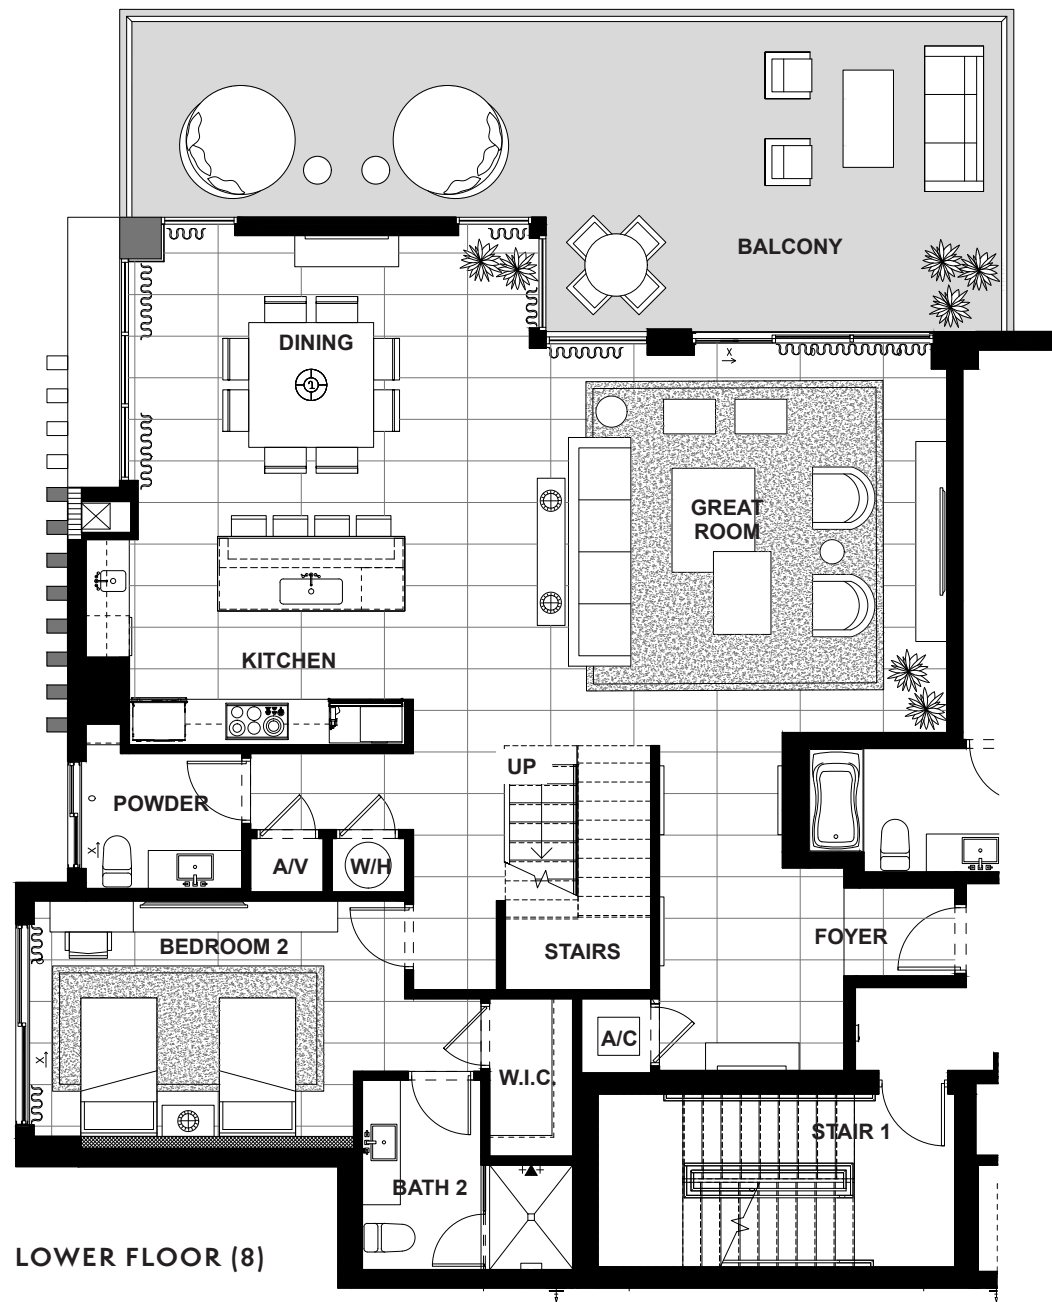 BALCONY
DINING
GREAT
ROOM
KITCHEN
UP
POWDER
A/V
W/H
FOYER
BEDROOM 2
STAIRS
A/C
W.I.C.
STAIR 1
BATH 2
LOWER FLOOR (8)